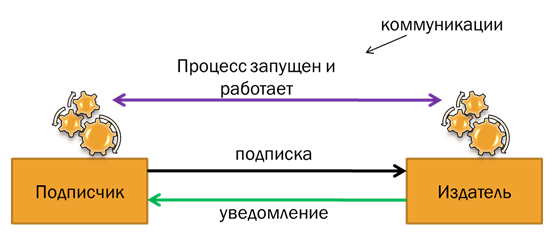 коммуникации
Процесс запущен и
работает
подписка
Подписчик
Издатель
уведомление